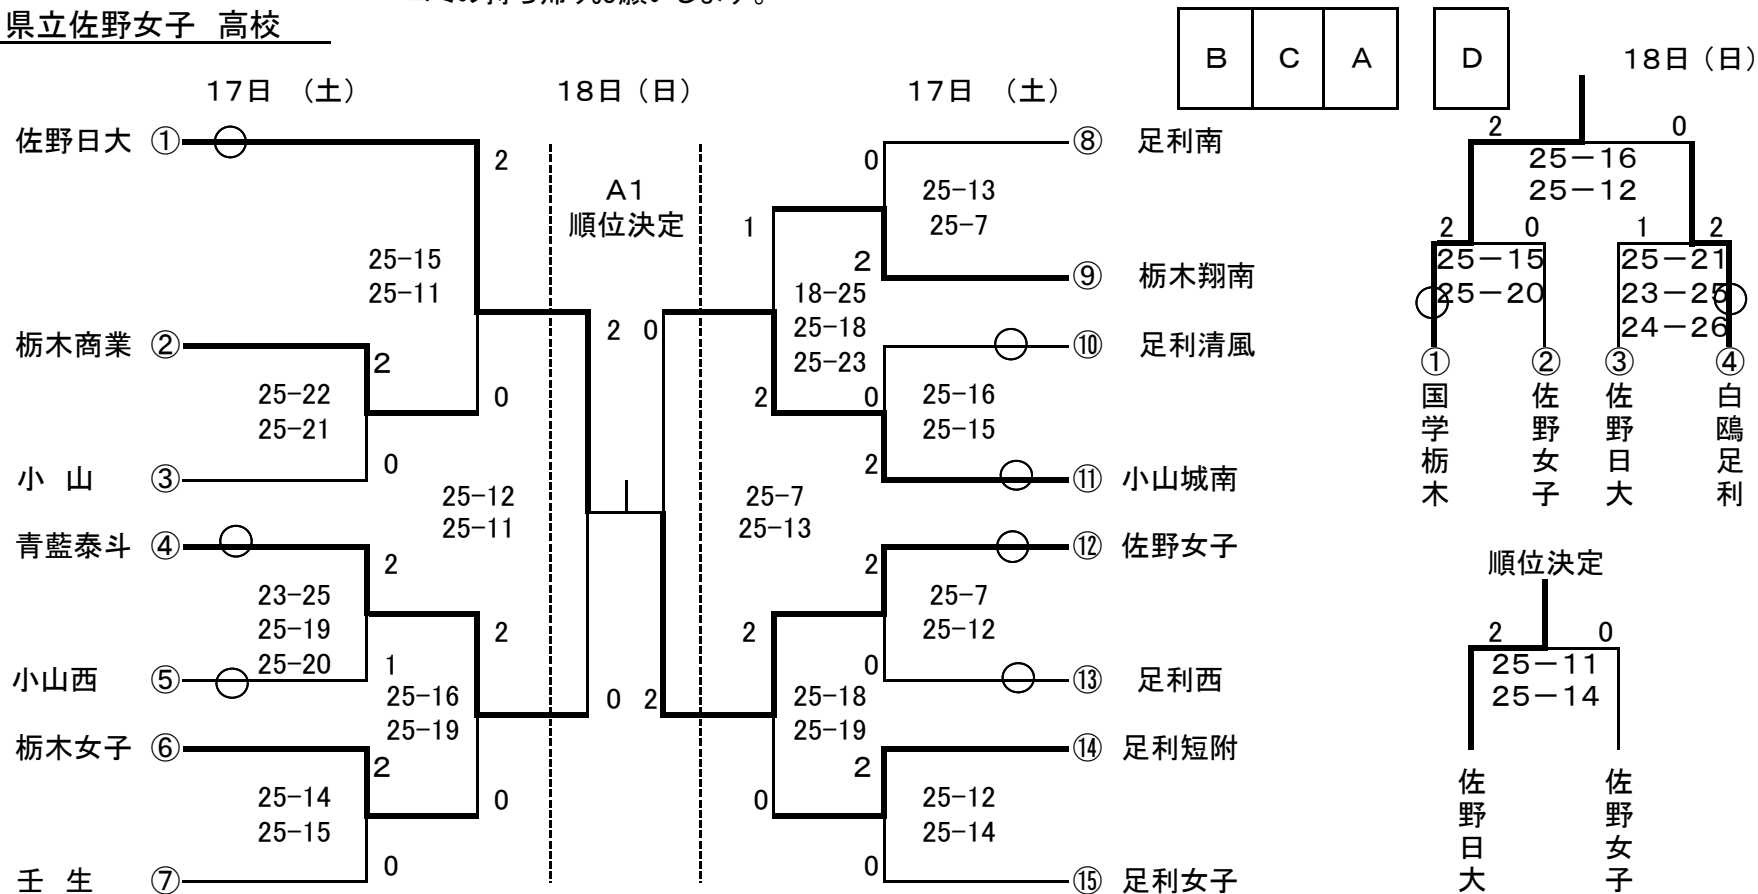 県立佐野女子 高校
B C A D
18日（日）
17日 （土）
18日（日）
17日 （土）
佐野日大 ①
2
A1
順位決定
0
⑧ 足利南
25-13
25-7
1
2
⑨ 栃木翔南
25-15
25-11
18-25
25-18
25-23
栃木商業 ②
2
25-22
25-21
0
0
小 山 ③
2 0
⑩ 足利清風
0
25-16
25-15
2
2
⑪ 小山城南
25-12
25-11
25-7
25-13
青藍泰斗 ④
2
23-25
25-19
25-20
1
小山西 ⑤
2
⑫ 佐野女子
2
25-7
25-12
2
0
⑬ 足利西
25-16
25-19
0 2
25-18
25-19
栃木女子 ⑥
2
25-14
25-15
0
0
壬 生 ⑦
⑭ 足利短附
2
25-12
25-14
0
0
⑮ 足利女子
2 0
25－16
25－12
2 0
25－15
25－20
1 2
25－21
23－25
24－26
①国学栃木
②佐野女子
③佐野日大
④白鴎足利
順位決定
2 0
25－11
25－14
佐野日大
佐野女子